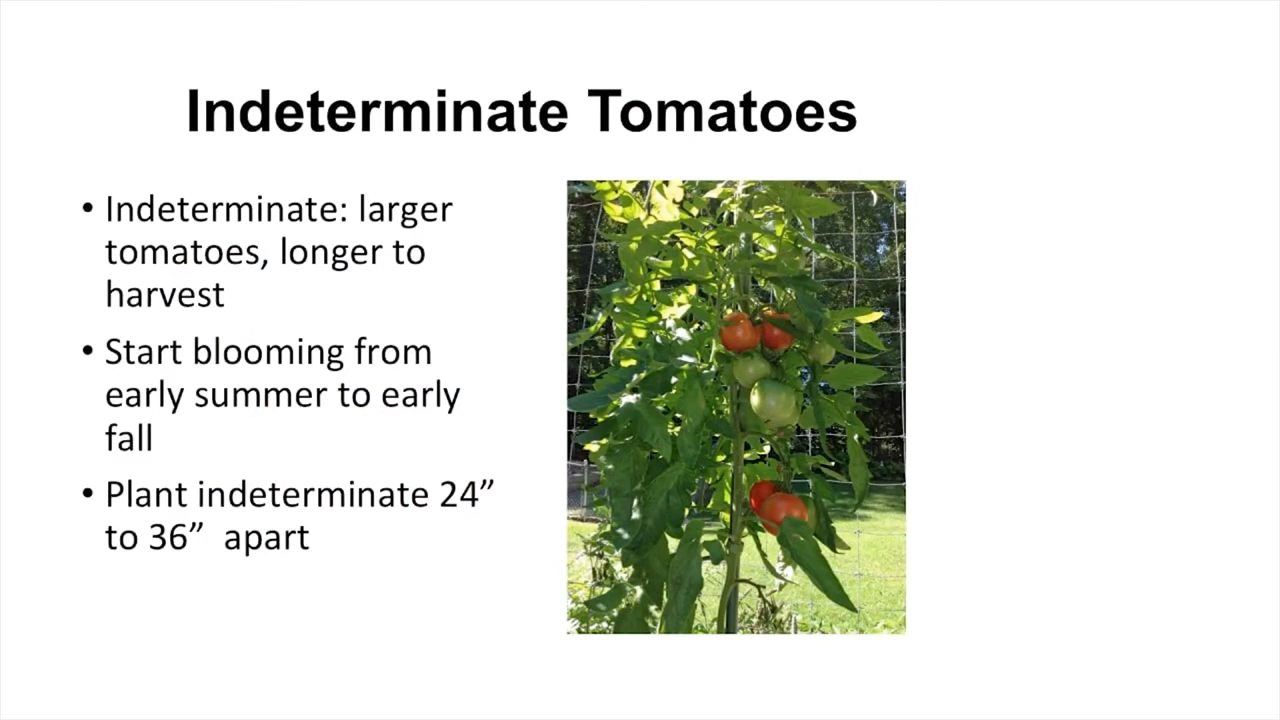 Indeterminate Tomatoes
• Indeterminate: larger
tomatoes, longer to
harvest
• Start blooming from
early summer to early
fall
• Plant indeterminate 24”
to 36”  apart